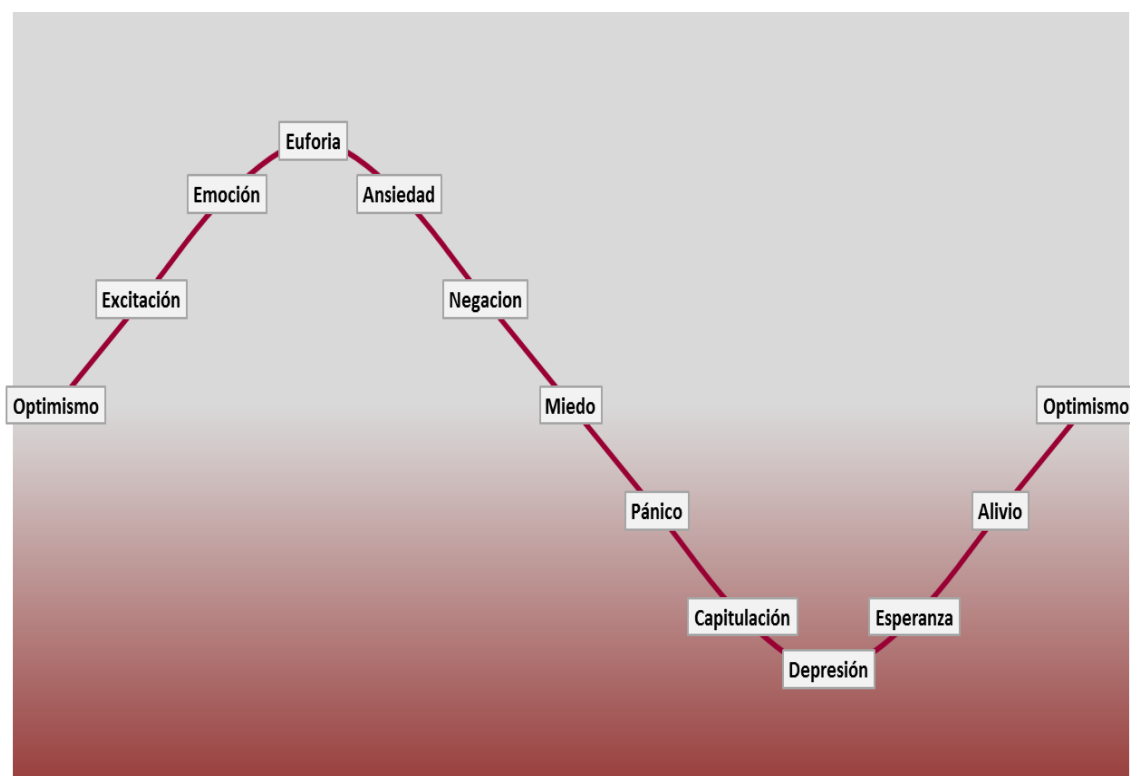 Euforia
Emoción
Ansiedad
Excitación
Negacion
Optimismo
Miedo
Optimismo
Pánico
Alivio
Capitulación
Esperanza
Depresión